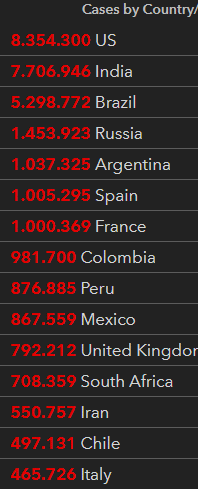 Cases by Country/
8.354.300 US
7.706.946 India
5.298.772 Brazil
1.453.923 Russia
1.037.325 Argentina
1.005.295 Spain
1.000.369 France
981.700 Colombia
876.885 Peru
867.559 Mexico
792.212 United Kingdor
708.359 South Africa
550.757 Iran
497.131 Chile
465.726 Italy